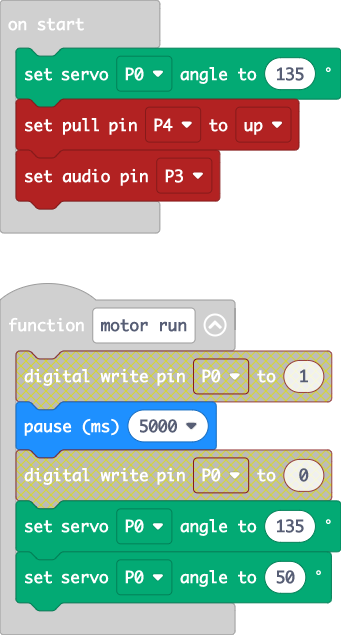 on start
set servo P0 angle to 135 °
set pull pin P4 to up
set audio pin P3
function motor run
digital write pin P0 to 1
pause (ms) 5000
digital write pin P0 to 0
set servo P0 angle to 135 °
set servo P0 angle to 50 °